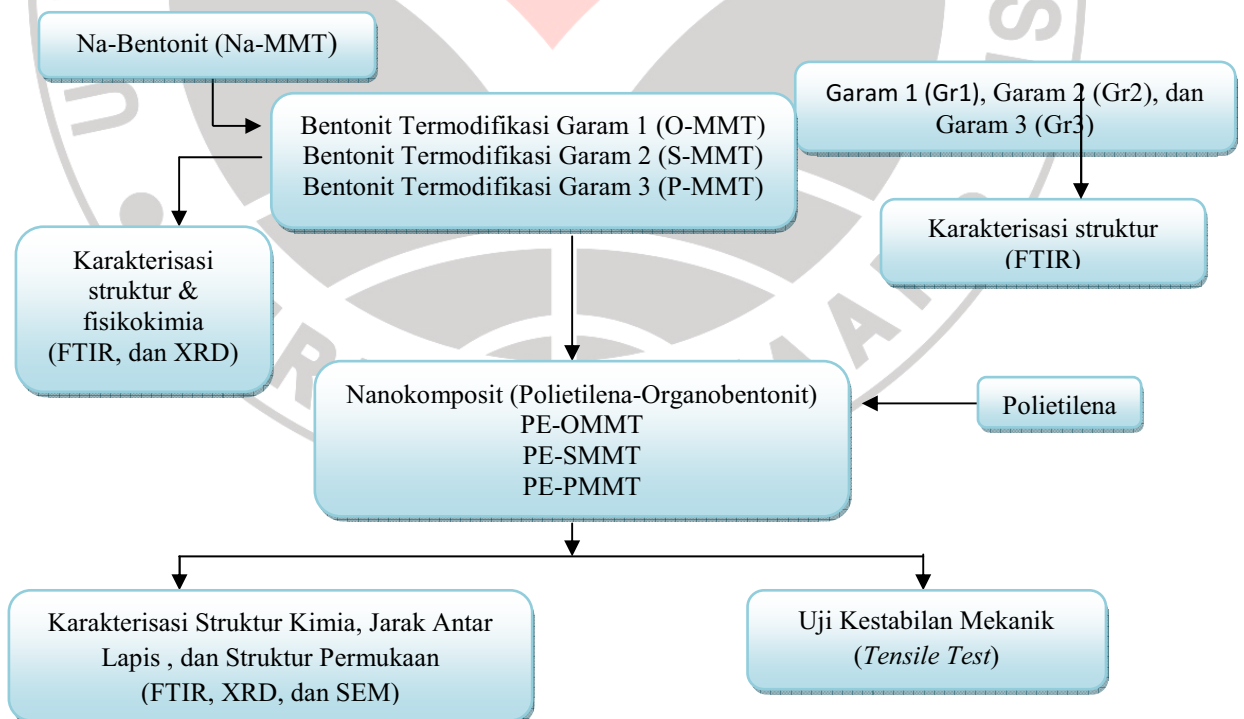 Na-Bentonit (Na-MMT)
Garam 1 (Gr1), Garam 2 (Gr2), dan
Garam 3 (Gr3)
Bentonit Termodifikasi Garam 1 (O-MMT)
Bentonit Termodifikasi Garam 2 (S-MMT)
Bentonit Termodifikasi Garam 3 (P-MMT)
Karakterisasi struktur
(FTIR)
Karakterisasi
struktur &
fisikokimia
(FTIR, dan XRD)
Nanokomposit (Polietilena-Organobentonit)
PE-OMMT
PE-SMMT
PE-PMMT
Polietilena
Karakterisasi Struktur Kimia, Jarak Antar
Lapis , dan Struktur Permukaan
(FTIR, XRD, dan SEM)
Uji Kestabilan Mekanik
(Tensile Test)